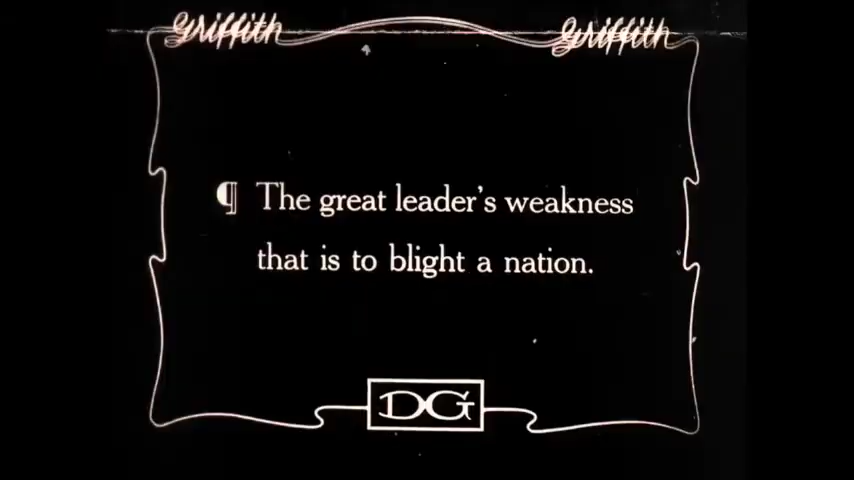 Griffith Griffith
¶ The great leader's weakness
that is to blight a nation.
DG